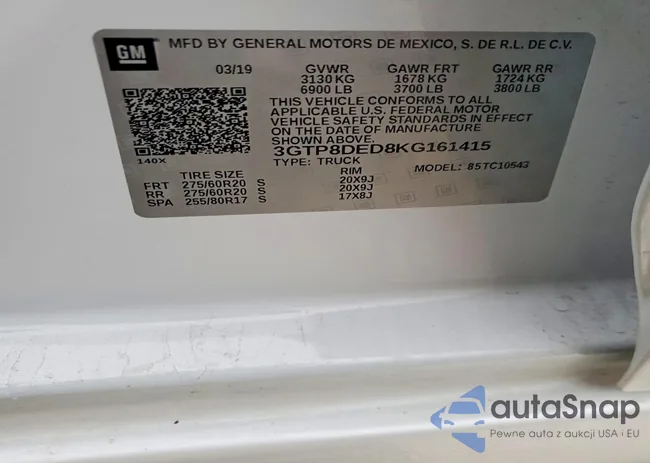 GM
MFD BY GENERAL MOTORS DE MEXICO, S. DE R.L. DE C.V.
03/19 GVWR GAWR FRT GAWR RR
3130 KG 1678 KG 1724 KG
6900 LB 3700 LB 3800 LB
THIS VEHICLE CONFORMS TO ALL
APPLICABLE U.S. FEDERAL MOTOR
VEHICLE SAFETY STANDARDS IN EFFECT
ON THE DATE OF MANUFACTURE
SHOWN ABOVE.
3GTP8DED8KG161415
140X TYPE: TRUCK MODEL: 85TC10543
TIRE SIZE RIM
FRT 275/60R20 S 20X9J
RR 275/60R20 S 20X9J
SPA 255/80R17 S 17X8J
autaSnap
Pewne auta z aukcji USA i EU